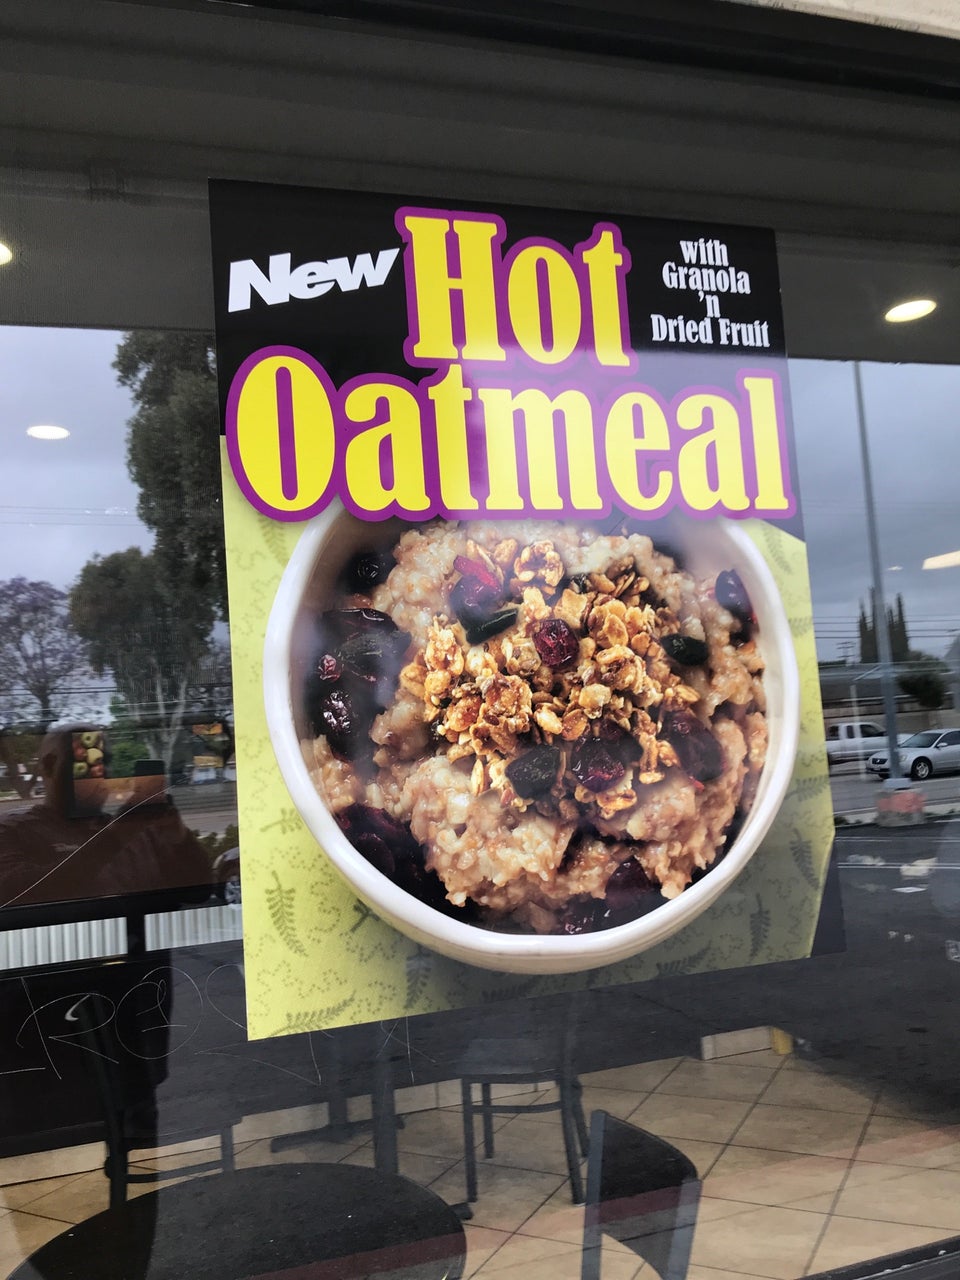 New
Hot
with
Granola
'n
Dried Fruit
Oatmeal